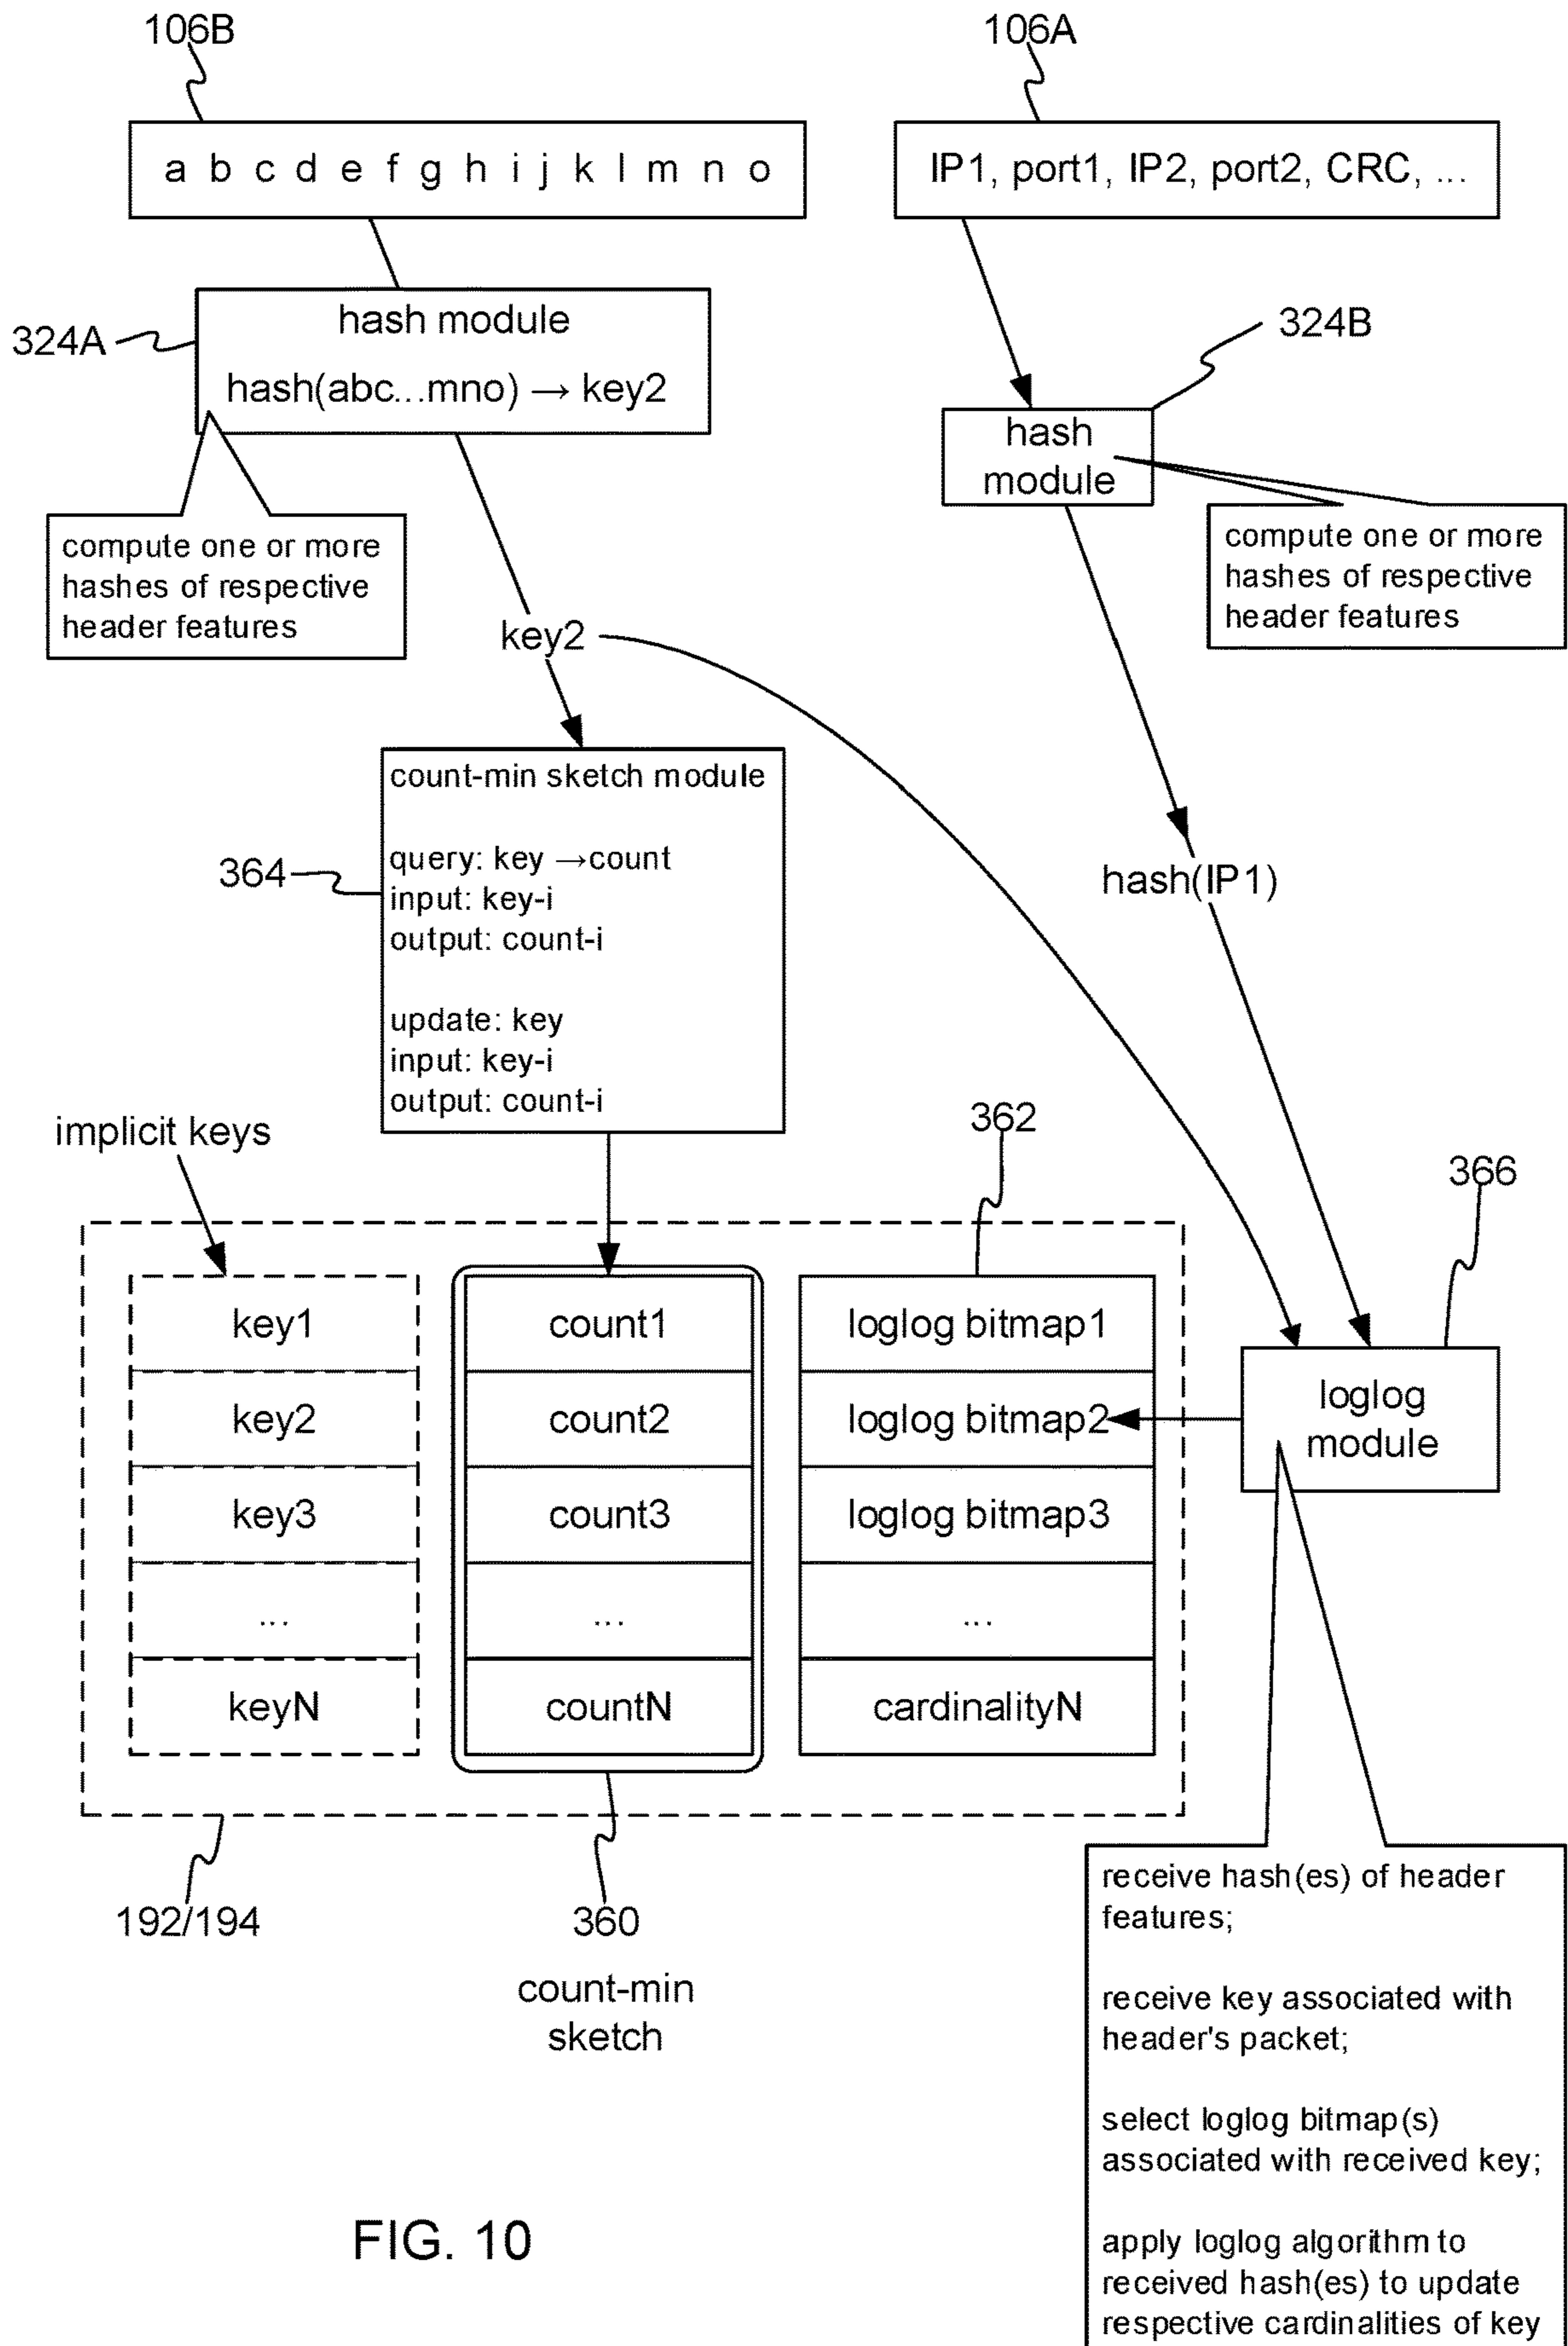 106B
106A
a b c d e f g h i j k l m n o
IP1, port1, IP2, port2, CRC, ...
324A
hash module
hash(abc...mno) → key2
324B
hash
module
compute one or more
hashes of respective
header features
compute one or more
hashes of respective
header features
key2
hash(IP1)
364
count-min sketch module
query: key →count
input: key-i
output: count-i
update: key
input: key-i
output: count-i
implicit keys
362
366
key1
key2
key3
...
keyN
count1
count2
count3
...
countN
loglog bitmap1
loglog bitmap2
loglog bitmap3
...
cardinalityN
loglog
module
192/194
360
count-min
sketch
receive hash(es) of header
features;
receive key associated with
header's packet;
select loglog bitmap(s)
associated with received key;
apply loglog algorithm to
received hash(es) to update
respective cardinalities of key
FIG. 10